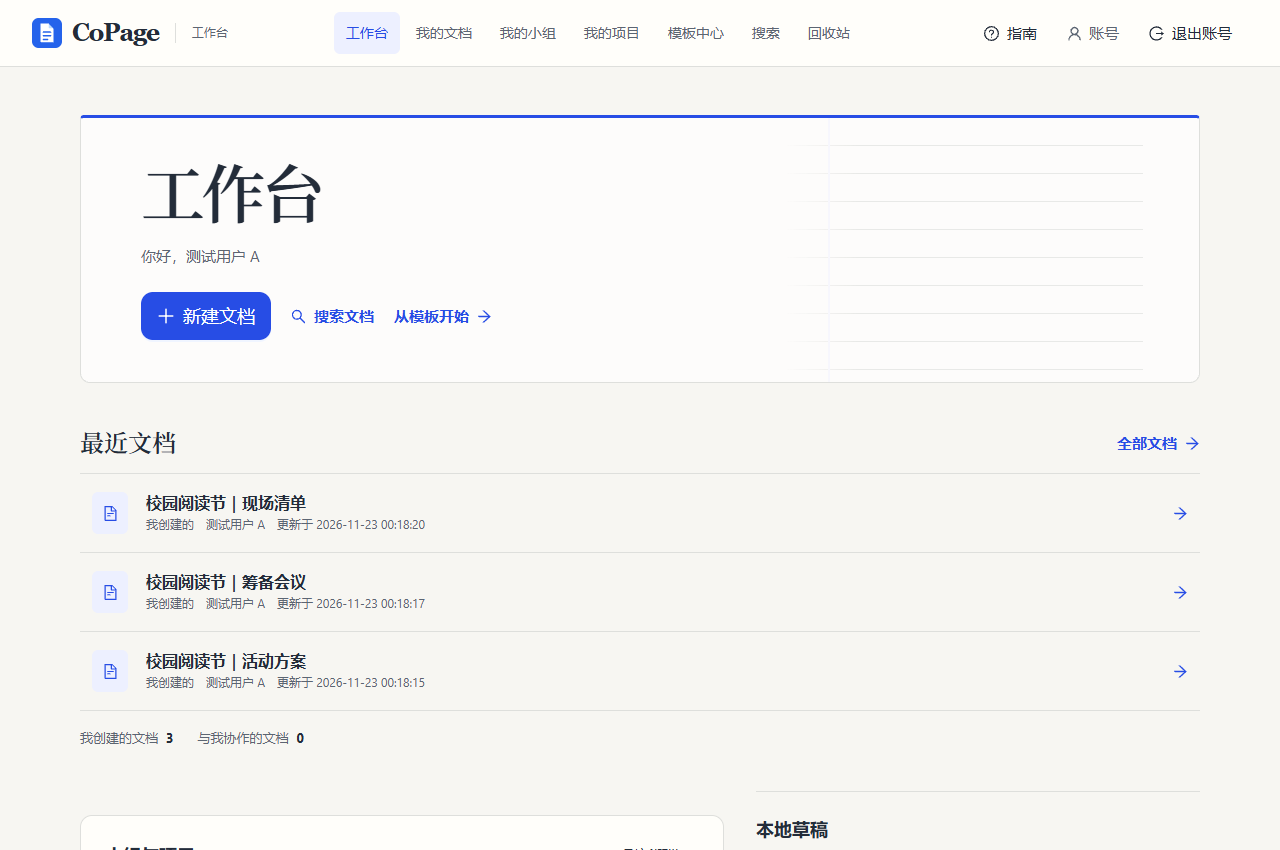 CoPage 工作台 工作台 我的文档 我的小组 我的项目 模板中心 搜索 回收站 指南 账号 退出账号
工作台
你好，测试用户 A
新建文档 搜索文档 从模板开始
最近文档 全部文档
校园阅读节 | 现场清单
我创建的 测试用户 A 更新于 2026-11-23 00:18:20
校园阅读节 | 筹备会议
我创建的 测试用户 A 更新于 2026-11-23 00:18:17
校园阅读节 | 活动方案
我创建的 测试用户 A 更新于 2026-11-23 00:18:15
我创建的文档 3 与我协作的文档 0
本地草稿